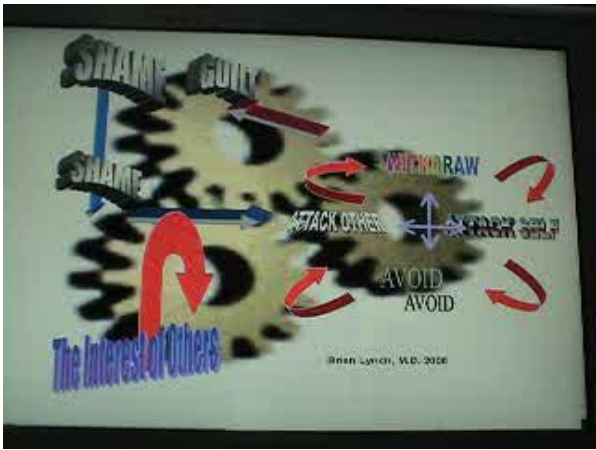 SHAME
GUILT
SHAME
WITHDRAW
ATTACK OTHER
ATTACK SELF
AVOID
AVOID
The Interest of Others
Brian Lynch, M.D. 2006